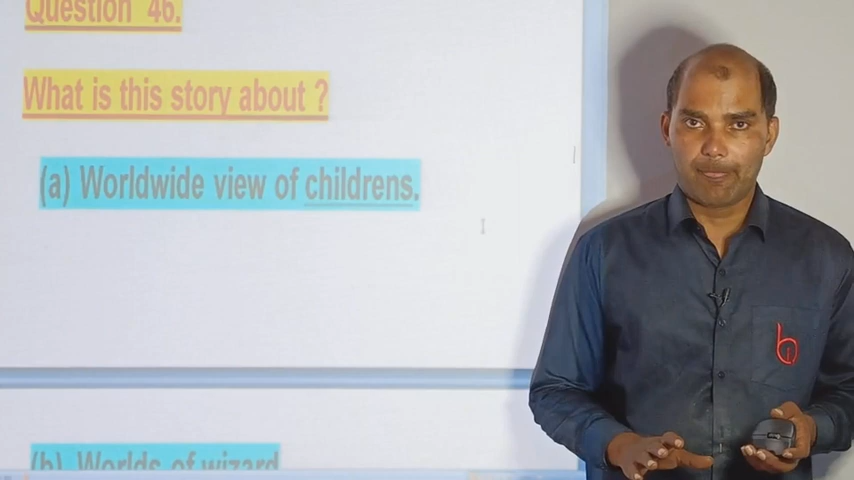 Question 46.
What is this story about ?
(a) Worldwide view of childrens.
(b) Worlds of wizard